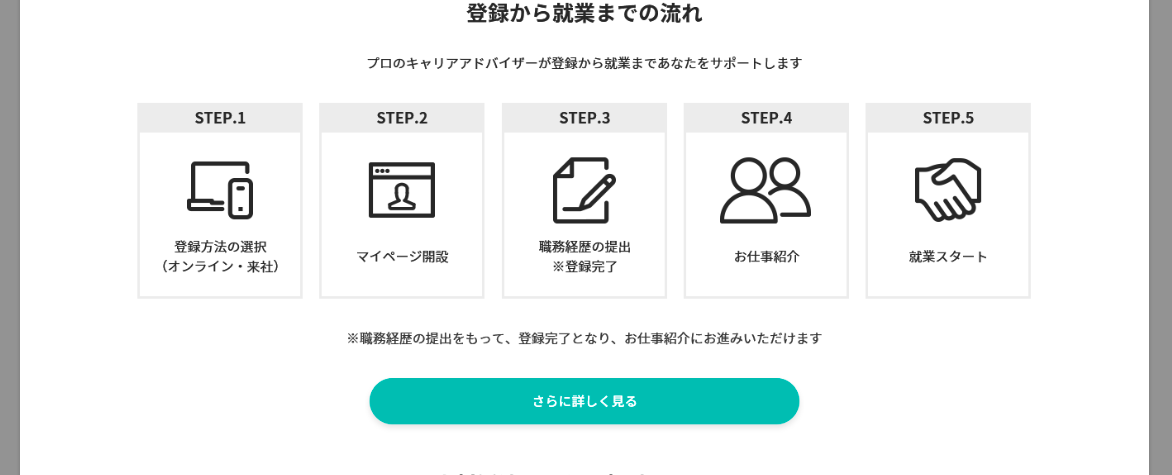 登録から就業までの流れ
プロのキャリアアドバイザーが登録から就業まであなたをサポートします
STEP.1
登録方法の選択
（オンライン・来社）
STEP.2
マイページ開設
STEP.3
職務経歴の提出
※登録完了
STEP.4
お仕事紹介
STEP.5
就業スタート
※職務経歴の提出をもって、登録完了となり、お仕事紹介にお進みいただけます
さらに詳しく見る